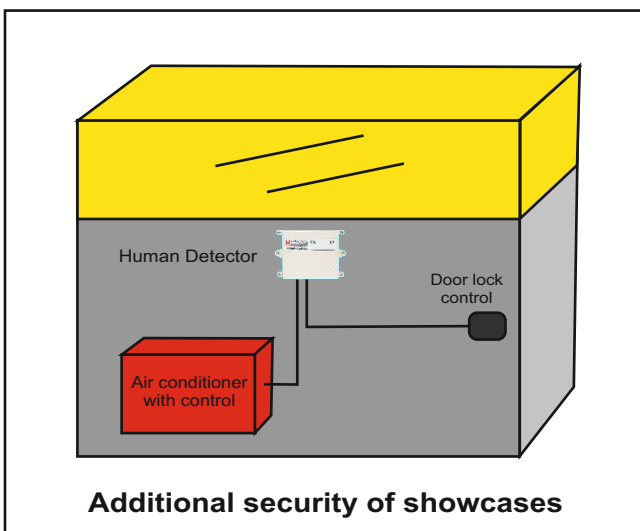 Human Detector
Door lock
control
Air conditioner
with control
Additional security of showcases